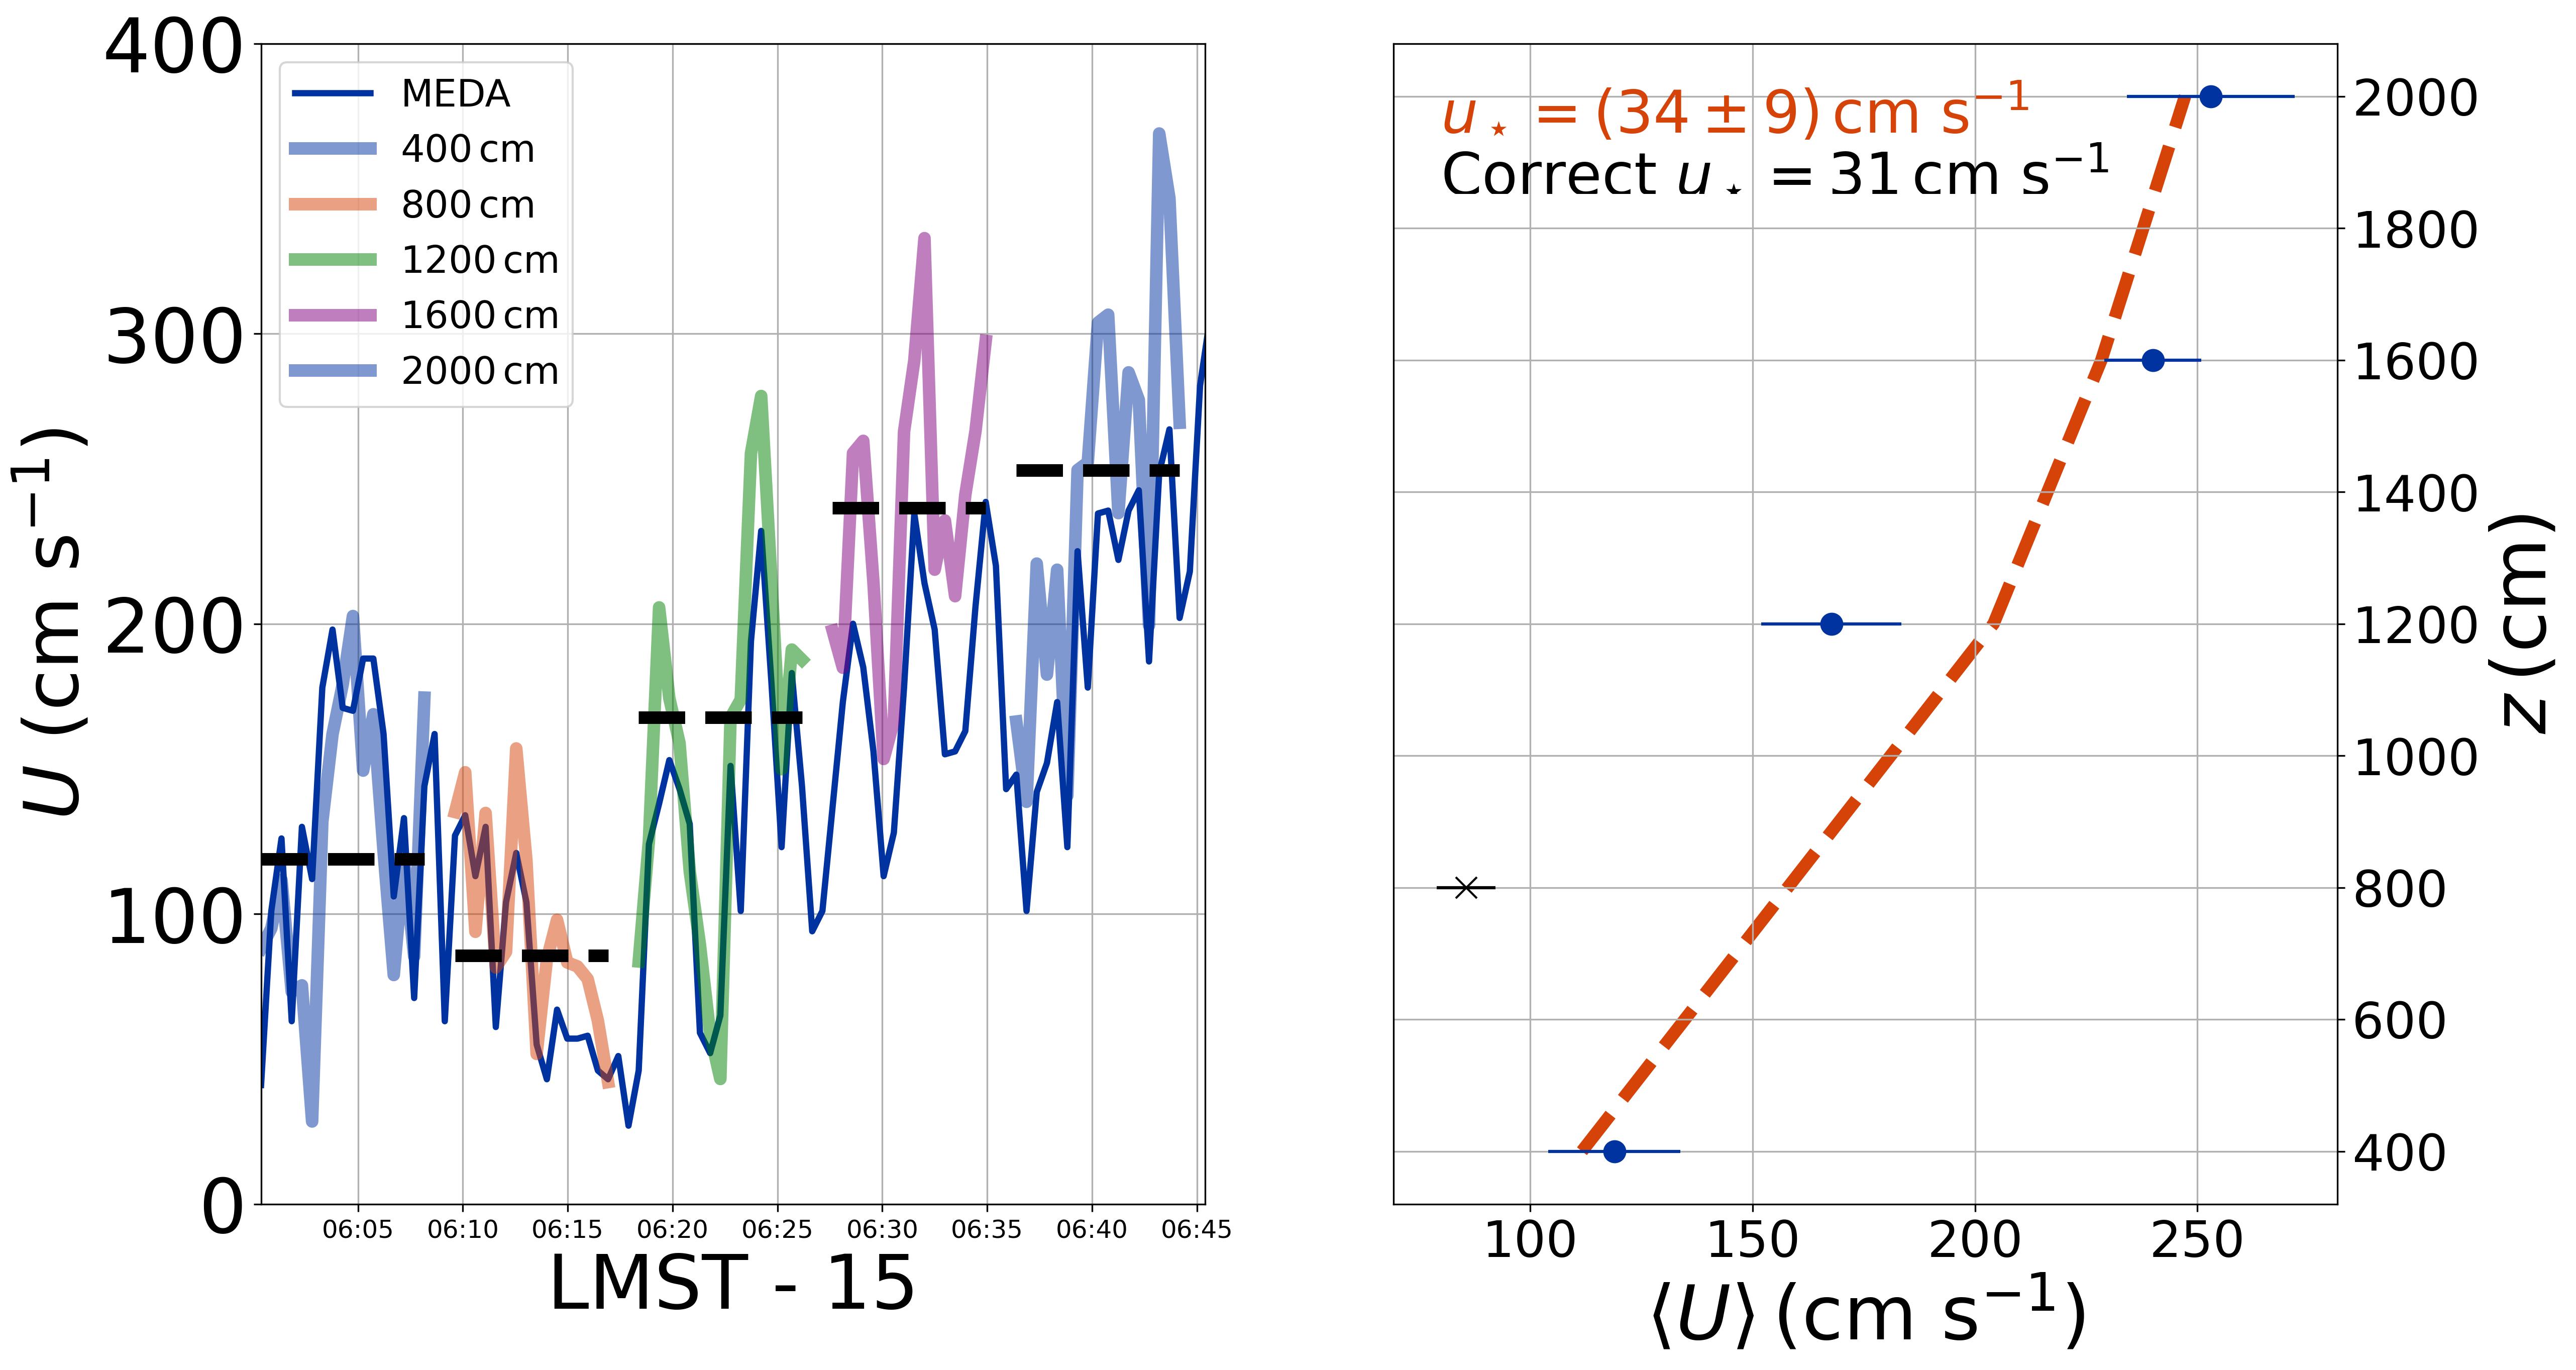 400
300
200
100
0
U (cm s⁻¹)
MEDA
400 cm
800 cm
1200 cm
1600 cm
2000 cm
06:05 06:10 06:15 06:20 06:25 06:30 06:35 06:40 06:45
LMST - 15
u⋆ = (34 ± 9) cm s⁻¹
Correct u⋆ = 31 cm s⁻¹
2000
1800
1600
1400
1200
1000
800
600
400
z (cm)
100 150 200 250
⟨U⟩ (cm s⁻¹)